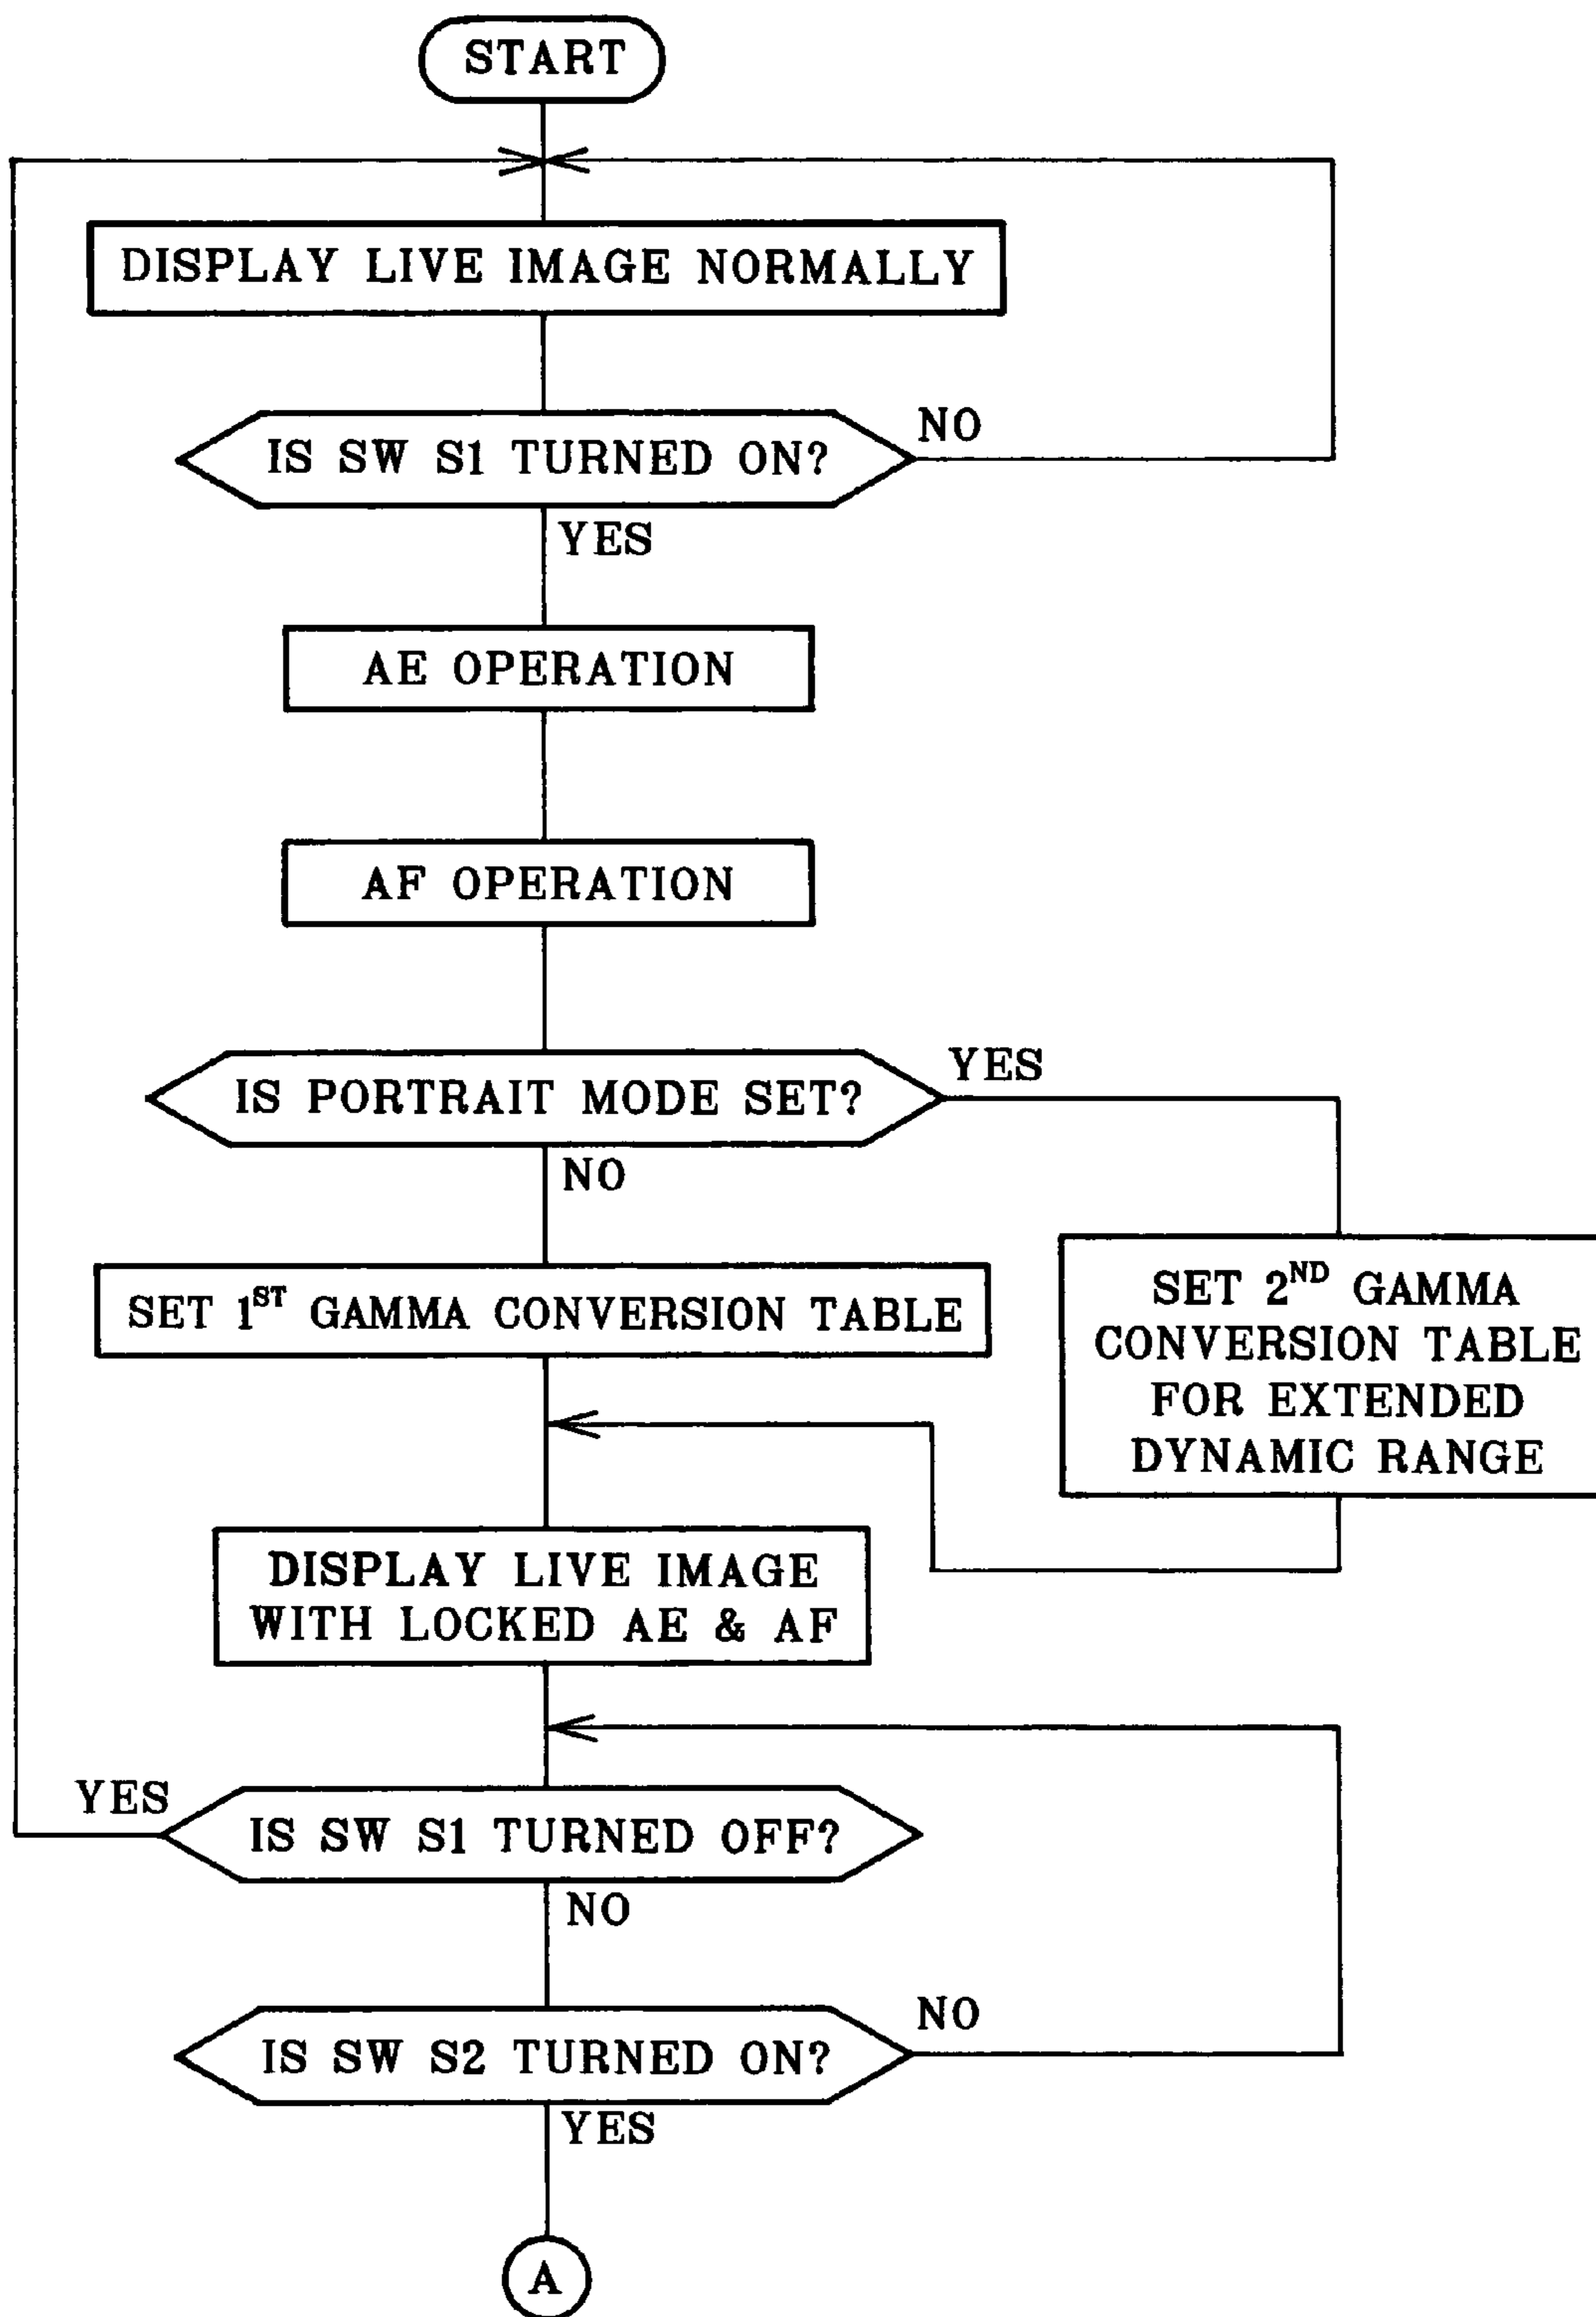 START
DISPLAY LIVE IMAGE NORMALLY
IS SW S1 TURNED ON?
NO
YES
AE OPERATION
AF OPERATION
IS PORTRAIT MODE SET?
YES
NO
SET 1ST GAMMA CONVERSION TABLE
SET 2ND GAMMA
CONVERSION TABLE
FOR EXTENDED
DYNAMIC RANGE
DISPLAY LIVE IMAGE
WITH LOCKED AE & AF
YES
IS SW S1 TURNED OFF?
NO
IS SW S2 TURNED ON?
NO
YES
A